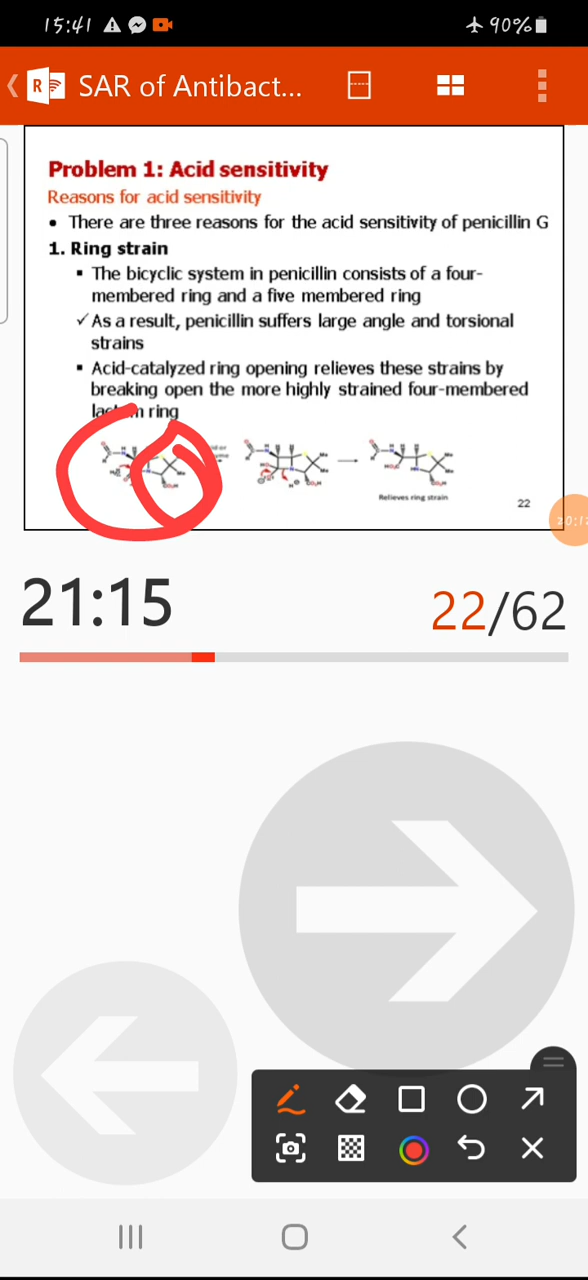 15:41
90%
SAR of Antibact...
Problem 1: Acid sensitivity
Reasons for acid sensitivity
• There are three reasons for the acid sensitivity of penicillin G
1. Ring strain
▪ The bicyclic system in penicillin consists of a four-
membered ring and a five membered ring
✓ As a result, penicillin suffers large angle and torsional
strains
▪ Acid-catalyzed ring opening relieves these strains by
breaking open the more highly strained four-membered
ring
Relieves ring strain
22
21:15
22/62